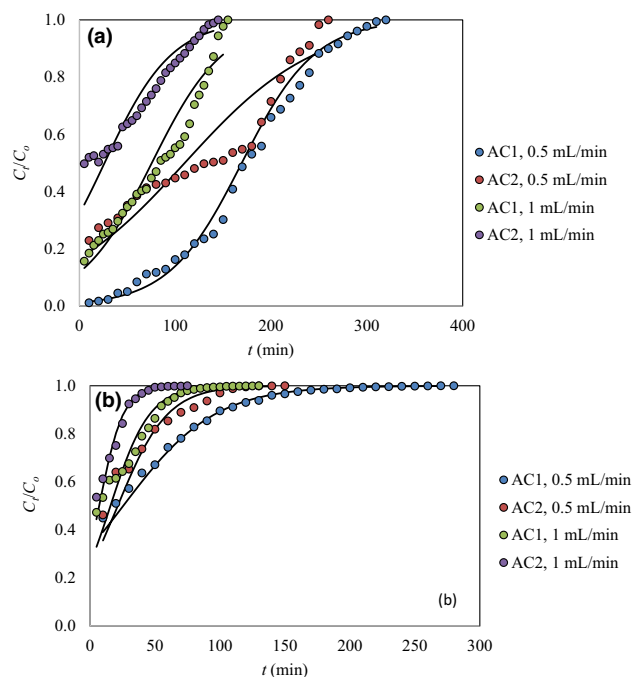 (a)
1.0
0.8
0.6
0.4
0.2
0.0
Ct/Co
0
100
200
300
400
t (min)
AC1, 0.5 mL/min
AC2, 0.5 mL/min
AC1, 1 mL/min
AC2, 1 mL/min
(b)
1.0
0.8
0.6
0.4
0.2
0.0
Ct/Co
0
50
100
150
200
250
300
t (min)
AC1, 0.5 mL/min
AC2, 0.5 mL/min
AC1, 1 mL/min
AC2, 1 mL/min
(b)